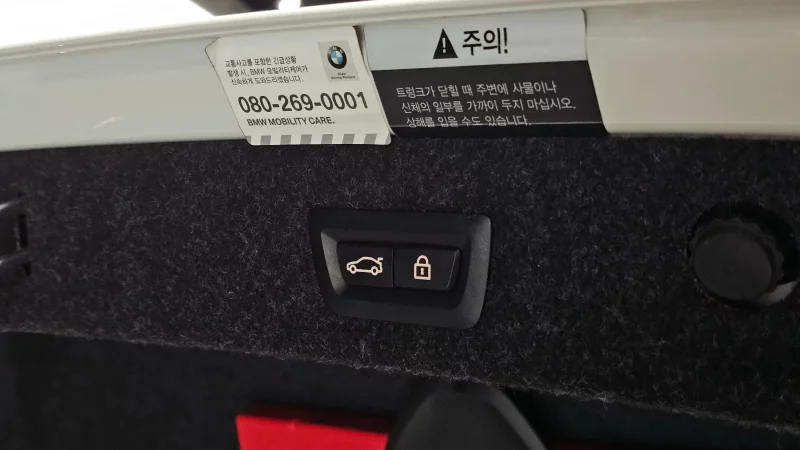 교통사고를 포함한 긴급상황
발생 시, BMW 모빌리티케어가
신속하게 도와드리겠습니다.
080-269-0001
BMW MOBILITY CARE.
주의!
트렁크가 닫힐 때 주변에 사물이나
신체의 일부를 가까이 두지 마십시오.
상해를 입을 수도 있습니다.